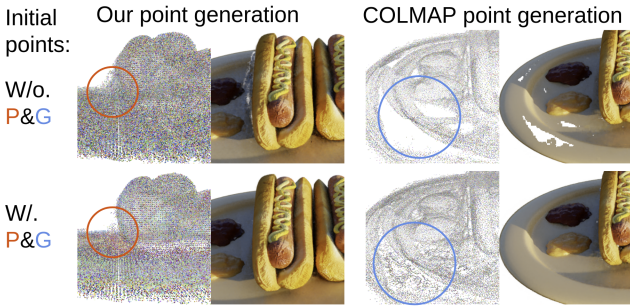 Initial points:
Our point generation
COLMAP point generation
W/o.
P&G
W/.
P&G